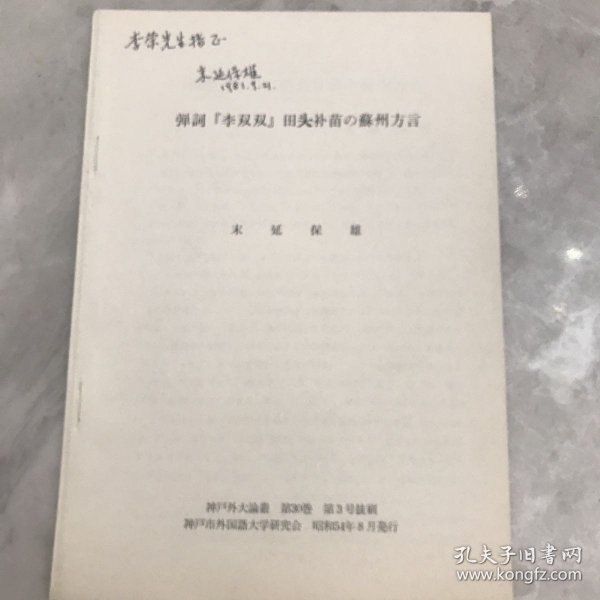 李荣先生指正
末延保雄
1981.9.21.
弾詞『李双双』田头补苗の蘇州方言
末延保雄
神戸外大論叢 第30巻 第3号抜刷
神戸市外国語大学研究会 昭和54年8月発行
孔夫子旧书网
www.kongfz.com